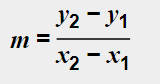 m = (y₂ − y₁) / (x₂ − x₁)